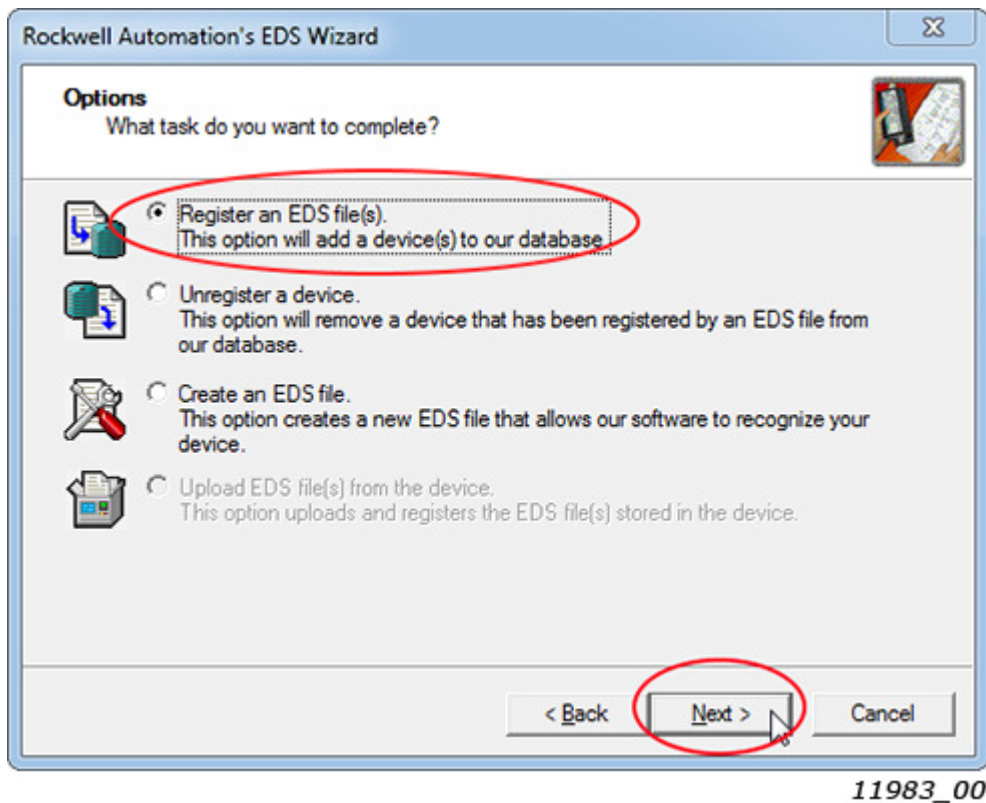 Rockwell Automation's EDS Wizard
Options
What task do you want to complete?
Register an EDS file(s).
This option will add a device(s) to our database
Unregister a device.
This option will remove a device that has been registered by an EDS file from
our database.
Create an EDS file.
This option creates a new EDS file that allows our software to recognize your
device.
Upload EDS file(s) from the device.
This option uploads and registers the EDS file(s) stored in the device.
< Back
Next >
Cancel
11983_00